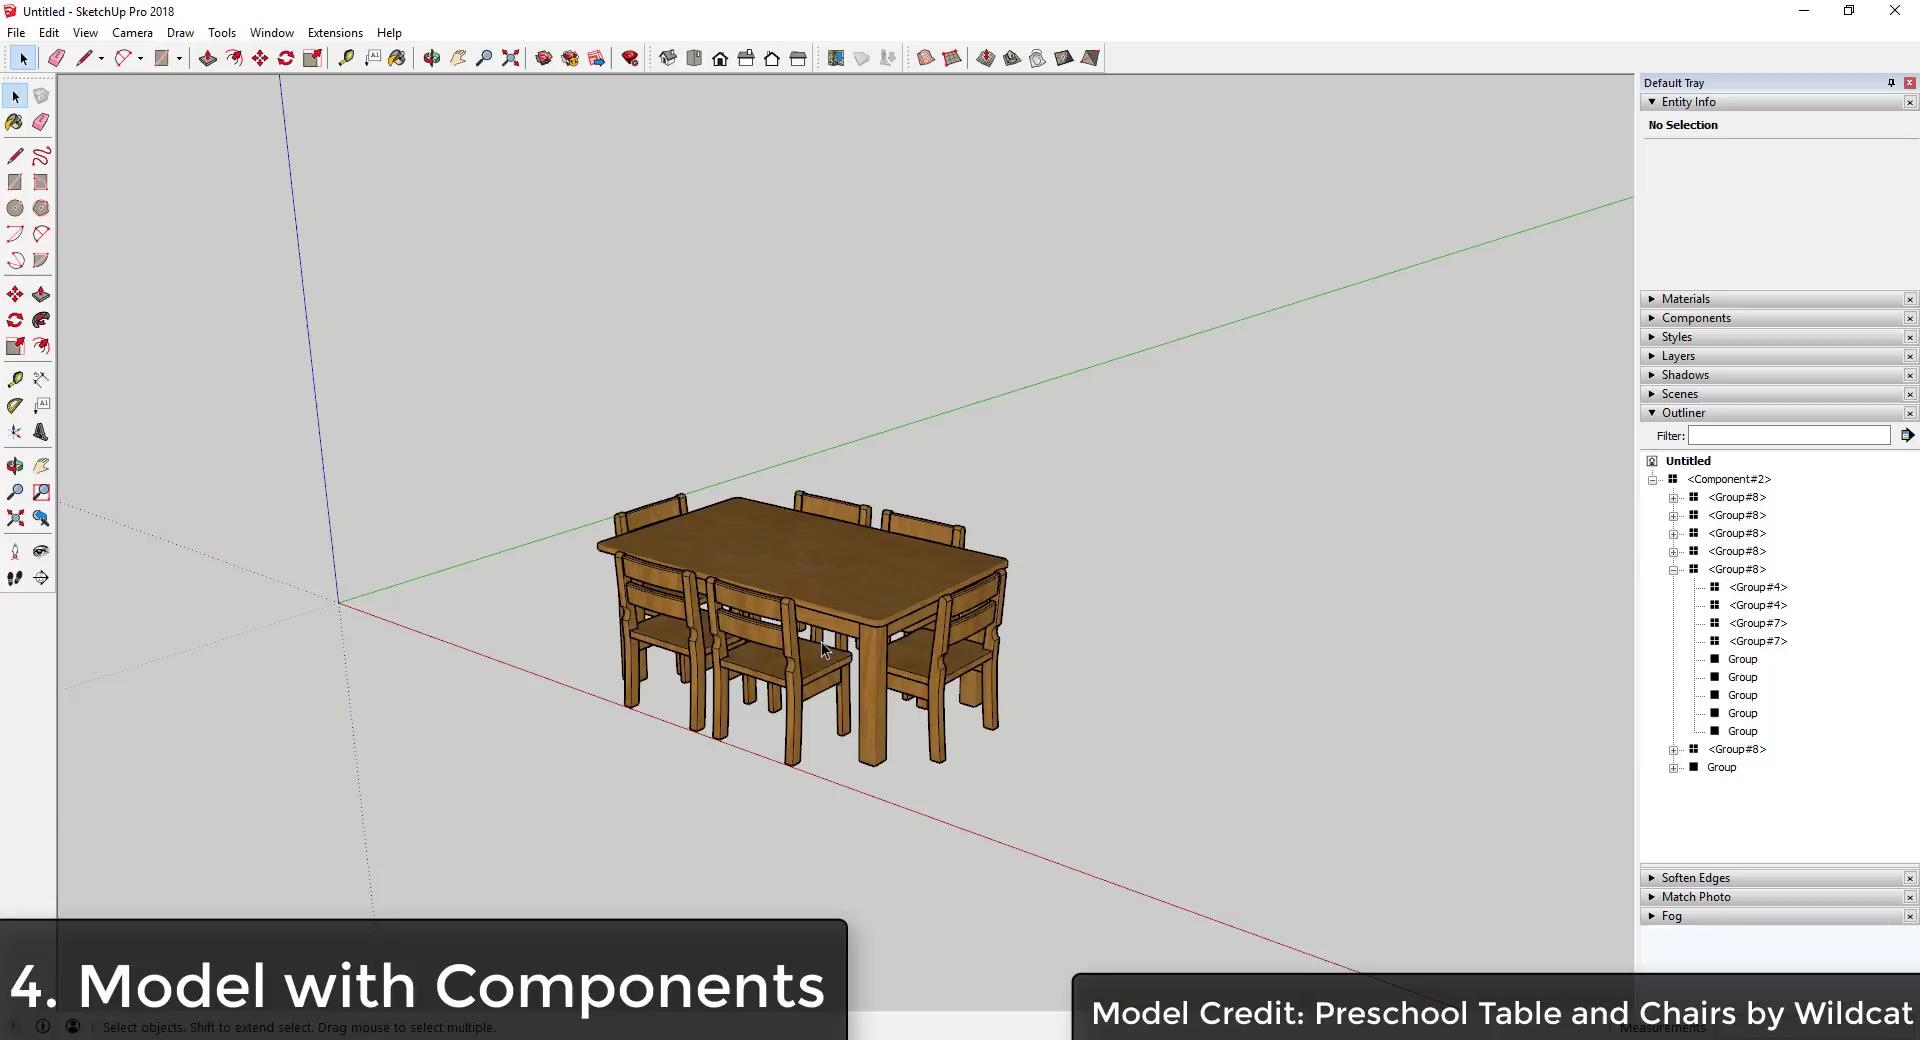 Untitled - SketchUp Pro 2018
File Edit View Camera Draw Tools Window Extensions Help
Default Tray
Entity Info
No Selection
Materials
Components
Styles
Layers
Shadows
Scenes
Outliner
Filter:
Untitled
<Component#2>
<Group#8>
<Group#8>
<Group#8>
<Group#8>
<Group#8>
<Group#4>
<Group#4>
<Group#7>
<Group#7>
Group
Group
Group
Group
Group
<Group#8>
Group
Soften Edges
Match Photo
Fog
4. Model with Components
Model Credit: Preschool Table and Chairs by Wildcat
Select objects. Shift to extend select. Drag mouse to select multiple.
Measurements